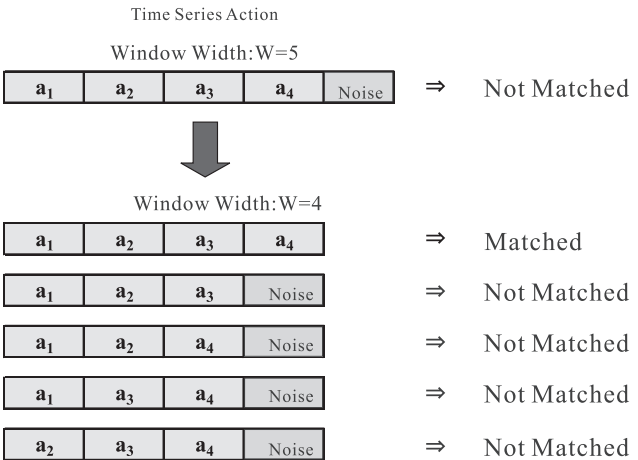 Time Series Action
Window Width:W=5
a₁ a₂ a₃ a₄ Noise ⇒ Not Matched
Window Width:W=4
a₁ a₂ a₃ a₄ ⇒ Matched
a₁ a₂ a₃ Noise ⇒ Not Matched
a₁ a₂ a₄ Noise ⇒ Not Matched
a₁ a₃ a₄ Noise ⇒ Not Matched
a₂ a₃ a₄ Noise ⇒ Not Matched